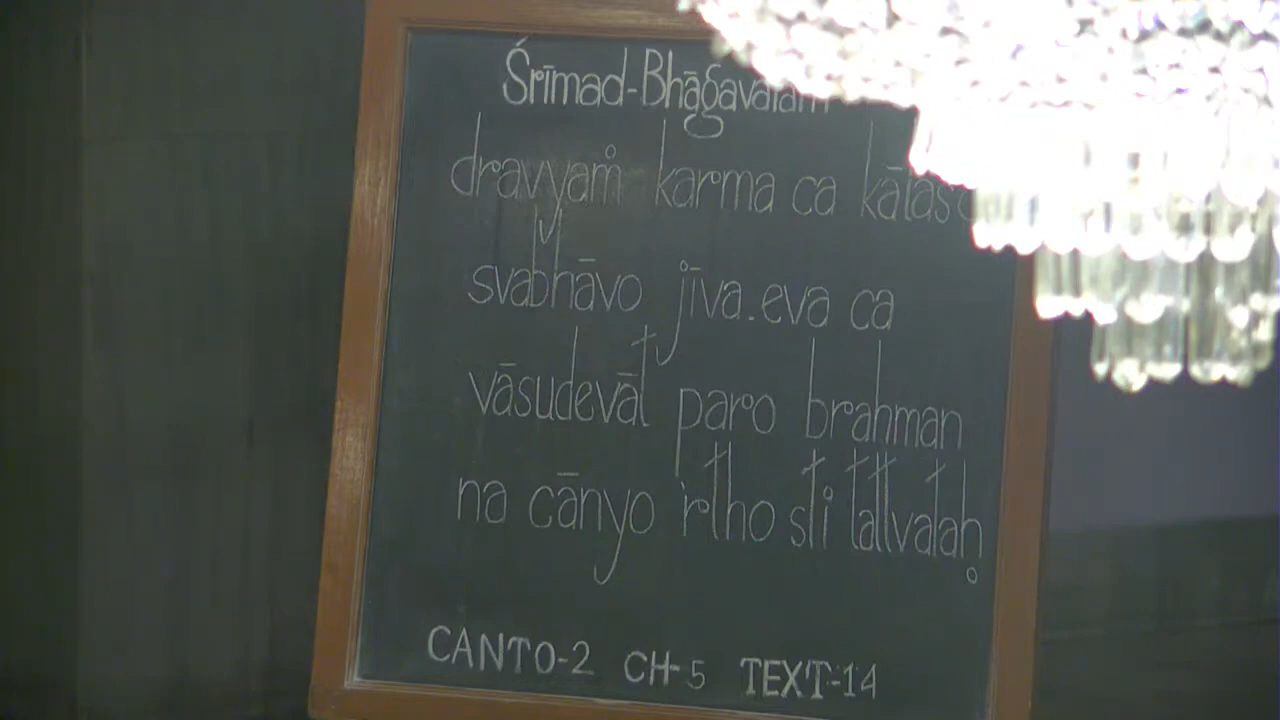 Śrīmad-Bhāgavatam
dravyaṁ karma ca kālaś
svabhāvo jīva.eva ca
vāsudevāt paro brahman
na cānyo 'rtho sti tattvataḥ
CANTO-2 CH-5 TEXT-14